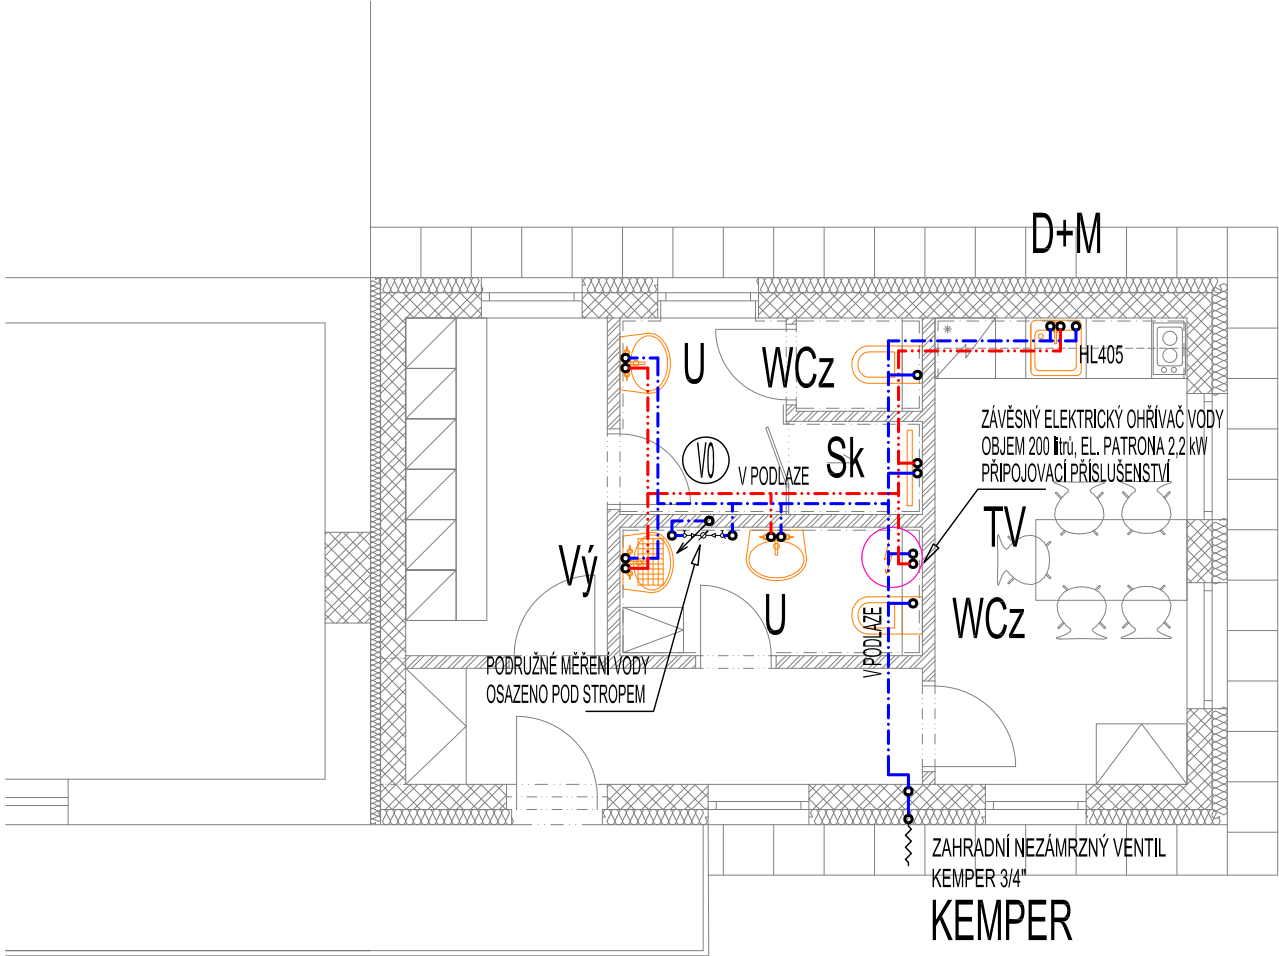 D+M
U
WCz
HL405
ZÁVĚSNÝ ELEKTRICKÝ OHŘÍVAČ VODY
OBJEM 200 litrů, EL. PATRONA 2,2 kW
PŘIPOJOVACÍ PŘÍSLUŠENSTVÍ
V0
V PODLAZE
Sk
TV
Vý
U
V PODLAZE
WCz
PODRUŽNÉ MĚŘENÍ VODY
OSAZENO POD STROPEM
ZAHRADNÍ NEZÁMRZNÝ VENTIL
KEMPER 3/4"
KEMPER